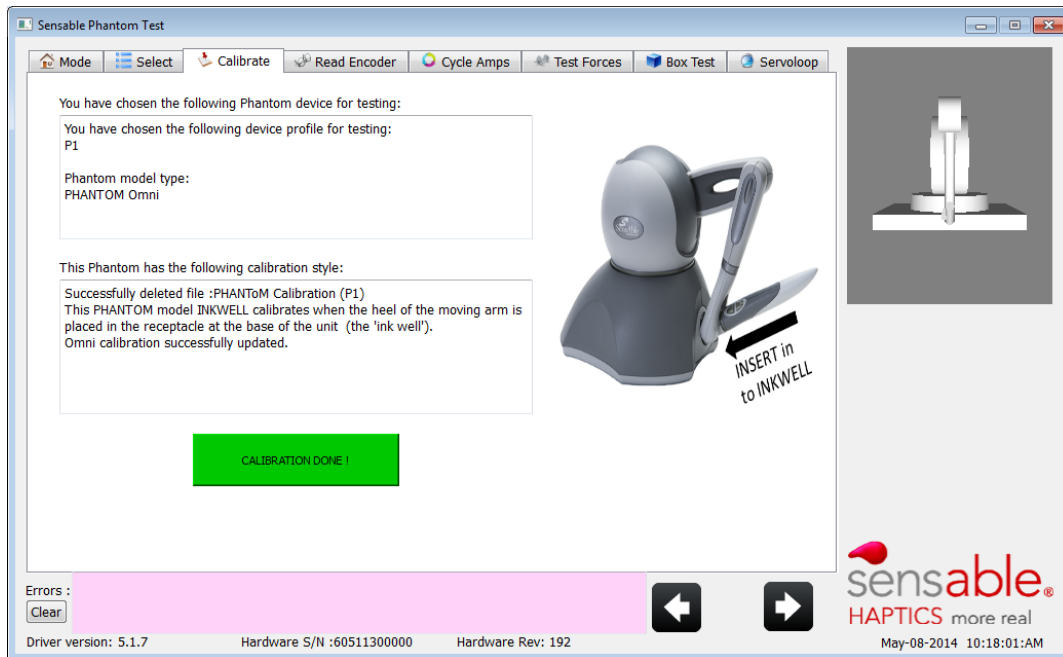 Sensable Phantom Test
Mode Select Calibrate Read Encoder Cycle Amps Test Forces Box Test Servoloop
You have chosen the following Phantom device for testing:
You have chosen the following device profile for testing:
P1
Phantom model type:
PHANTOM Omni
This Phantom has the following calibration style:
Successfully deleted file :PHANToM Calibration (P1)
This PHANTOM model INKWELL calibrates when the heel of the moving arm is
placed in the receptacle at the base of the unit (the 'ink well').
Omni calibration successfully updated.
INSERT in
to INKWELL
CALIBRATION DONE !
Errors :
Clear
sensable®
HAPTICS more real
Driver version: 5.1.7 Hardware S/N :60511300000 Hardware Rev: 192 May-08-2014 10:18:01:AM